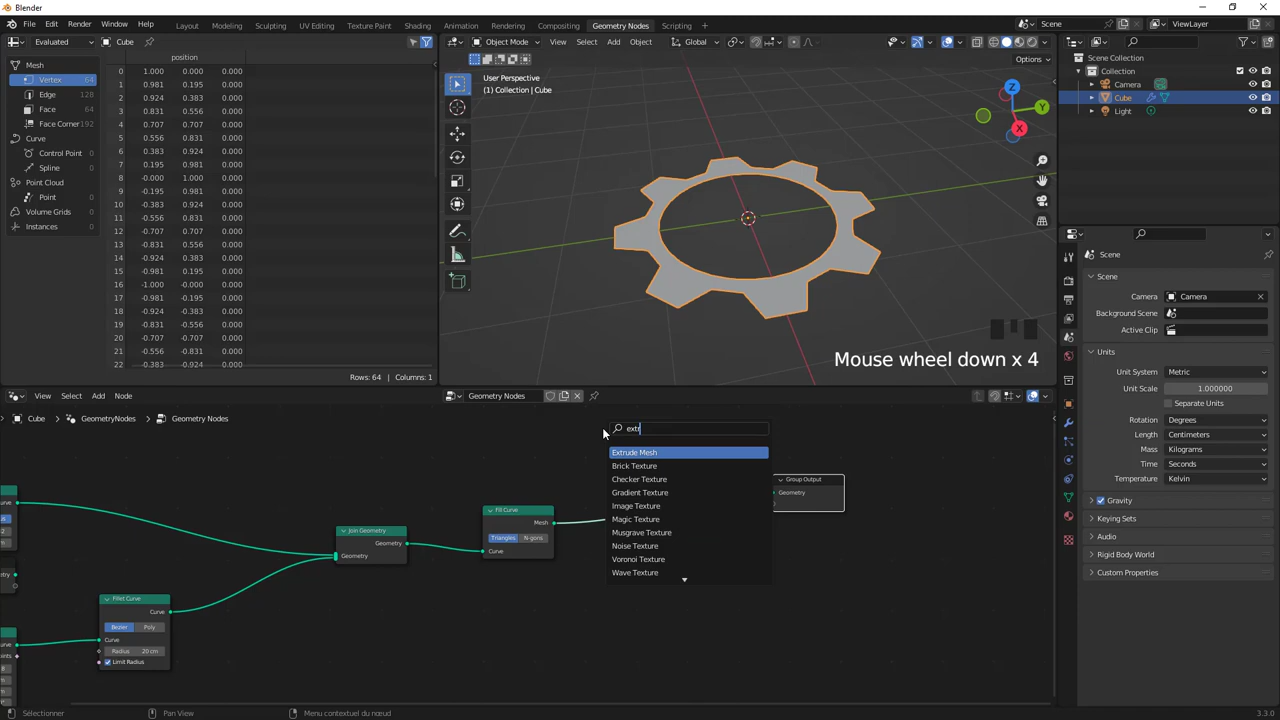 Blender
File Edit Render Window Help Layout Modeling Sculpting UV Editing Texture Paint Shading Animation Rendering Compositing Geometry Nodes Scripting + Scene ViewLayer
Evaluated Cube Object Mode View Select Add Object Global
Options
position
Mesh
Vertex 64
Edge 128
Face 64
Face Corner 192
Curve
Control Point 0
Spline 0
Point Cloud
Point 0
Volume Grids 0
Instances 0
0 1.000 0.000 0.000
1 0.981 0.195 0.000
2 0.924 0.383 0.000
3 0.831 0.556 0.000
4 0.707 0.707 0.000
5 0.556 0.831 0.000
6 0.383 0.924 0.000
7 0.195 0.981 0.000
8 -0.000 1.000 0.000
9 -0.195 0.981 0.000
10 -0.383 0.924 0.000
11 -0.556 0.831 0.000
12 -0.707 0.707 0.000
13 -0.831 0.556 0.000
14 -0.924 0.383 0.000
15 -0.981 0.195 0.000
16 -1.000 -0.000 0.000
17 -0.981 -0.195 0.000
18 -0.924 -0.383 0.000
19 -0.831 -0.556 0.000
20 -0.707 -0.707 0.000
21 -0.556 -0.831 0.000
22 -0.383 -0.924 0.000
Rows: 64 | Columns: 1
User Perspective
(1) Collection | Cube
Z
Y
X
Mouse wheel down x 4
Scene Collection
Collection
Camera
Cube
Light
Scene
Scene
Camera Camera
Background Scene
Active Clip
Units
Unit System Metric
Unit Scale 1.000000
Separate Units
Rotation Degrees
Length Centimeters
Mass Kilograms
Time Seconds
Temperature Kelvin
Gravity
Keying Sets
Audio
Rigid Body World
Custom Properties
View Select Add Node Geometry Nodes
Cube > GeometryNodes > Geometry Nodes
extr
Extrude Mesh
Brick Texture
Checker Texture
Gradient Texture
Image Texture
Magic Texture
Musgrave Texture
Noise Texture
Voronoi Texture
Wave Texture
Group Output
Geometry
Fill Curve
Mesh
Triangles N-gons
Curve
Join Geometry
Geometry
Geometry
Fillet Curve
Curve
Bezier Poly
Curve
Radius 20 cm
Limit Radius
Sélectionner Pan View Menu contextuel du nœud 3.3.0